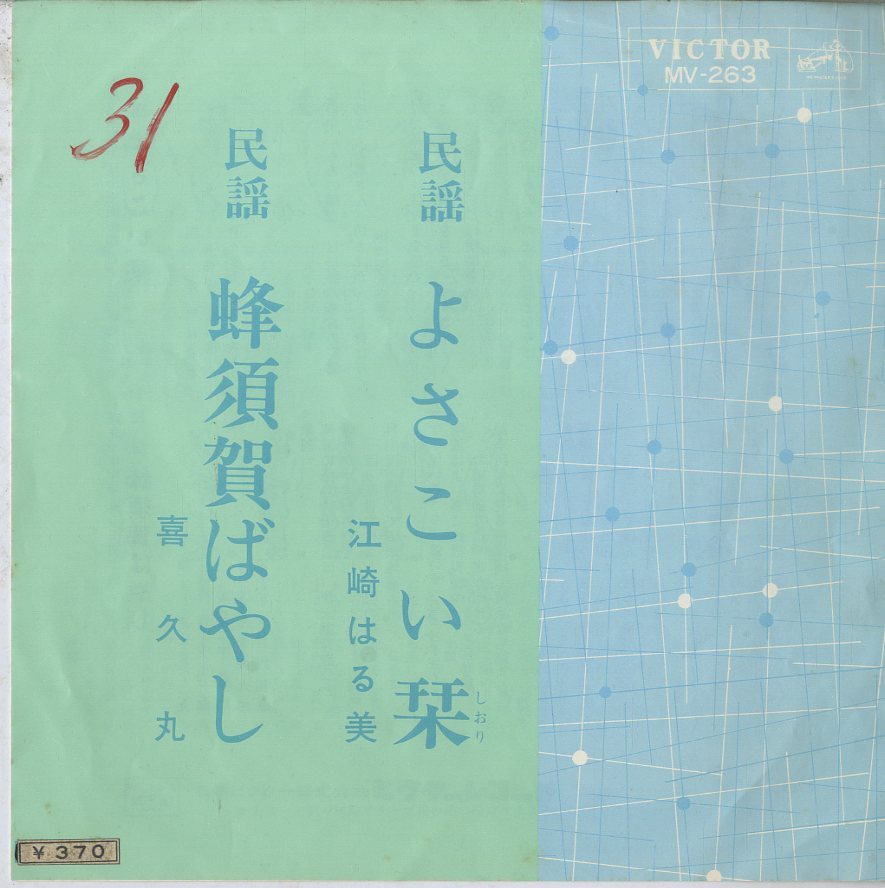 VICTOR
MV-263
民謡 よさこい栞
しおり
江崎はる美
民謡 蜂須賀ばやし
喜久丸
31
¥370